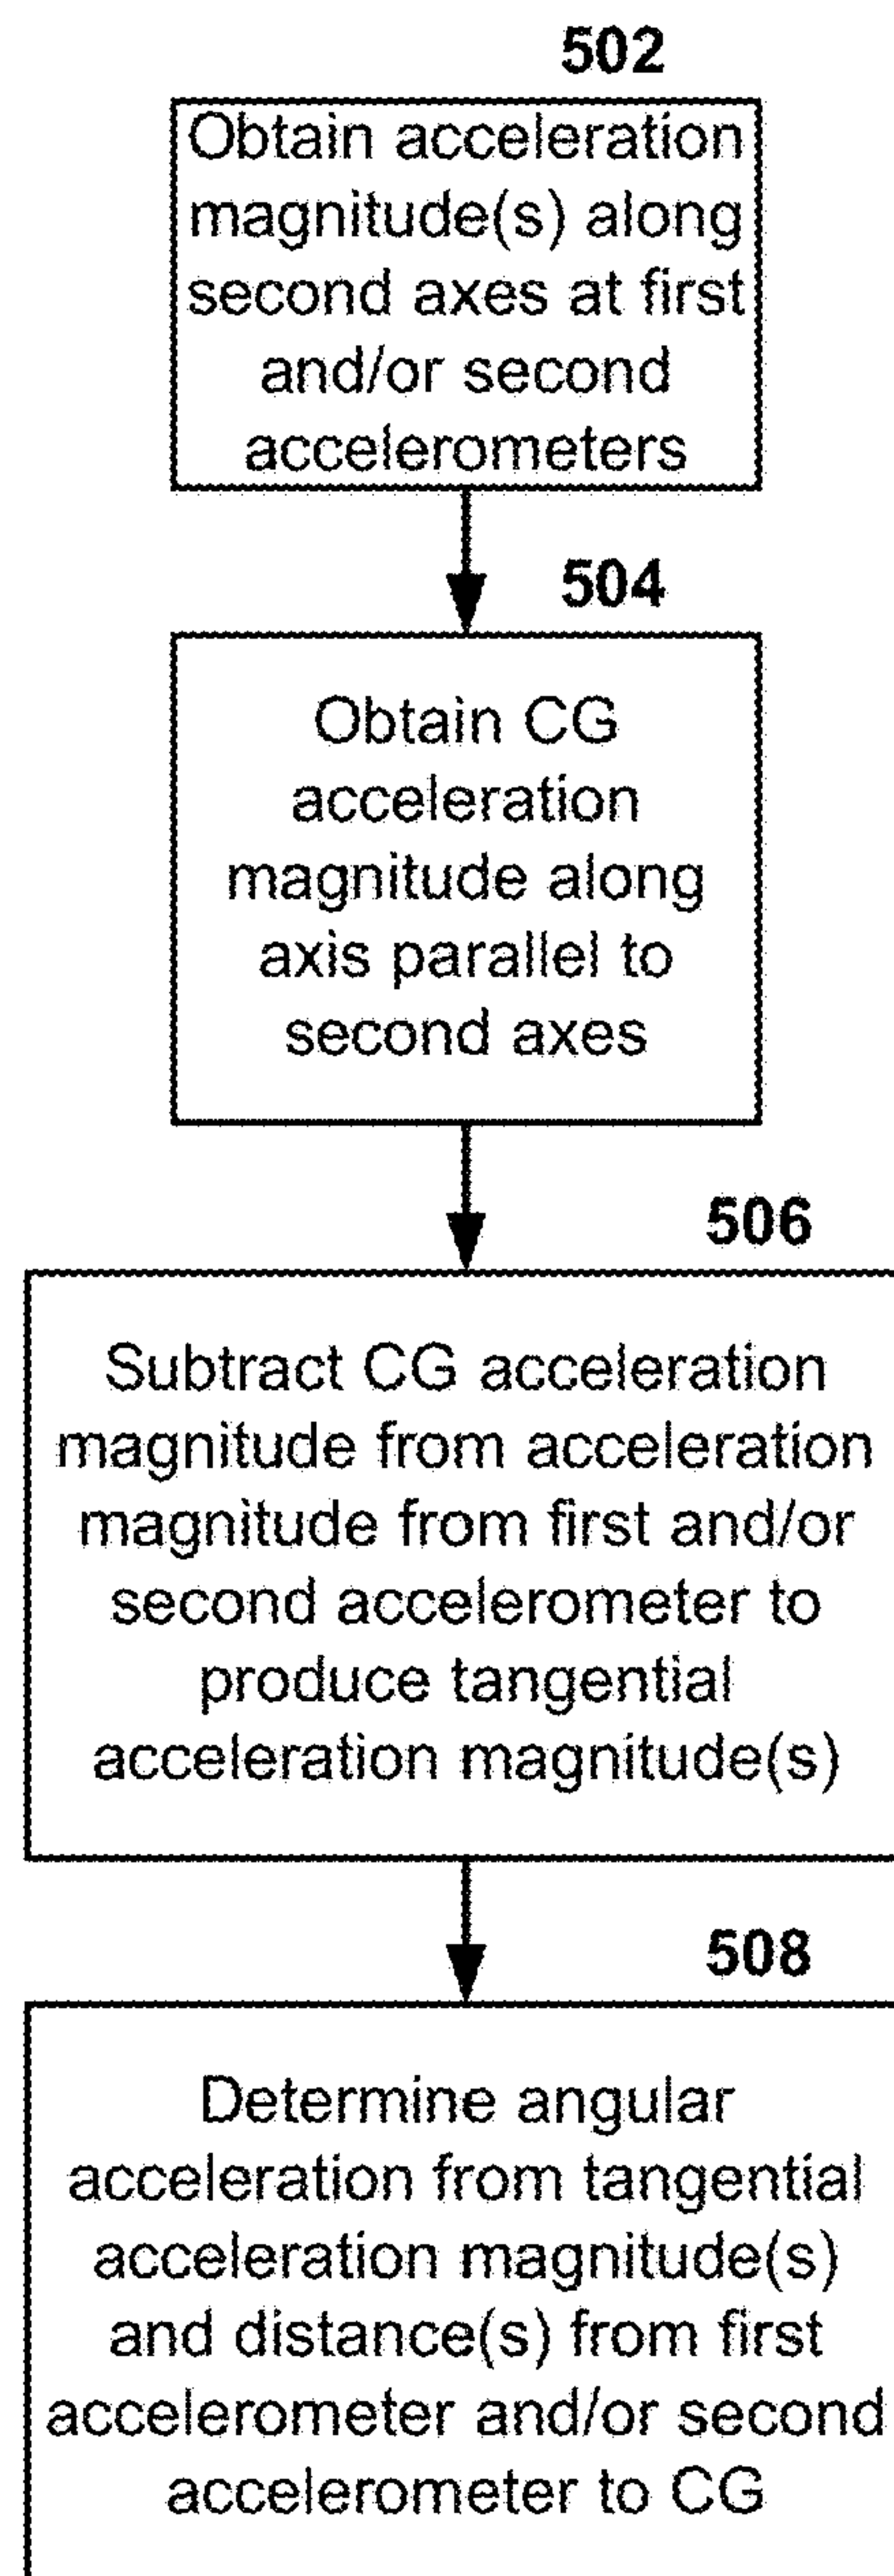 502
Obtain acceleration
magnitude(s) along
second axes at first
and/or second
accelerometers
504
Obtain CG
acceleration
magnitude along
axis parallel to
second axes
506
Subtract CG acceleration
magnitude from acceleration
magnitude from first and/or
second accelerometer to
produce tangential
acceleration magnitude(s)
508
Determine angular
acceleration from tangential
acceleration magnitude(s)
and distance(s) from first
accelerometer and/or second
accelerometer to CG